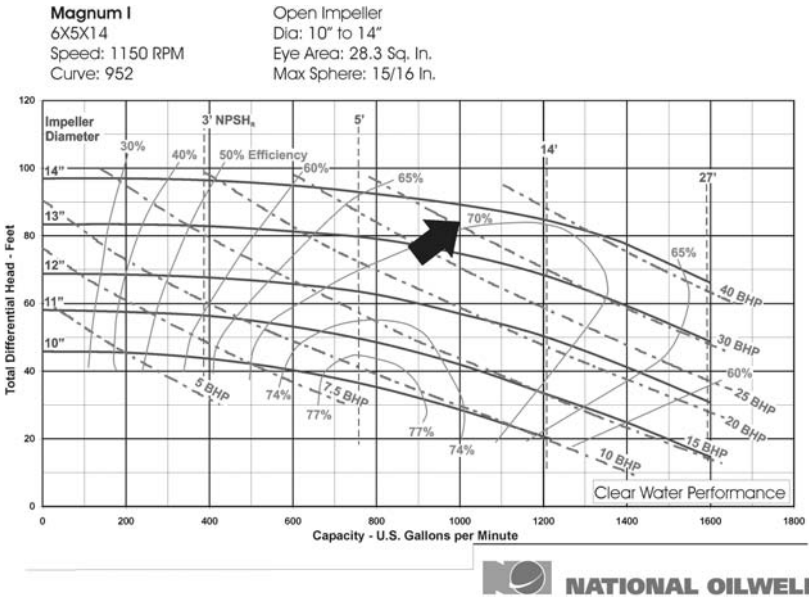 Magnum I
6X5X14
Speed: 1150 RPM
Curve: 952
Open Impeller
Dia: 10" to 14"
Eye Area: 28.3 Sq. In.
Max Sphere: 15/16 In.
Total Differential Head - Feet
120
100
80
60
40
20
0
Impeller
Diameter
14"
13"
12"
11"
10"
30%
40%
50% Efficiency
60%
65%
70%
65%
60%
3' NPSHR
5'
14'
27'
74%
77%
77%
74%
5 BHP
7.5 BHP
10 BHP
15 BHP
20 BHP
25 BHP
30 BHP
40 BHP
Clear Water Performance
0 200 400 600 800 1000 1200 1400 1600 1800
Capacity - U.S. Gallons per Minute
NATIONAL OILWELL